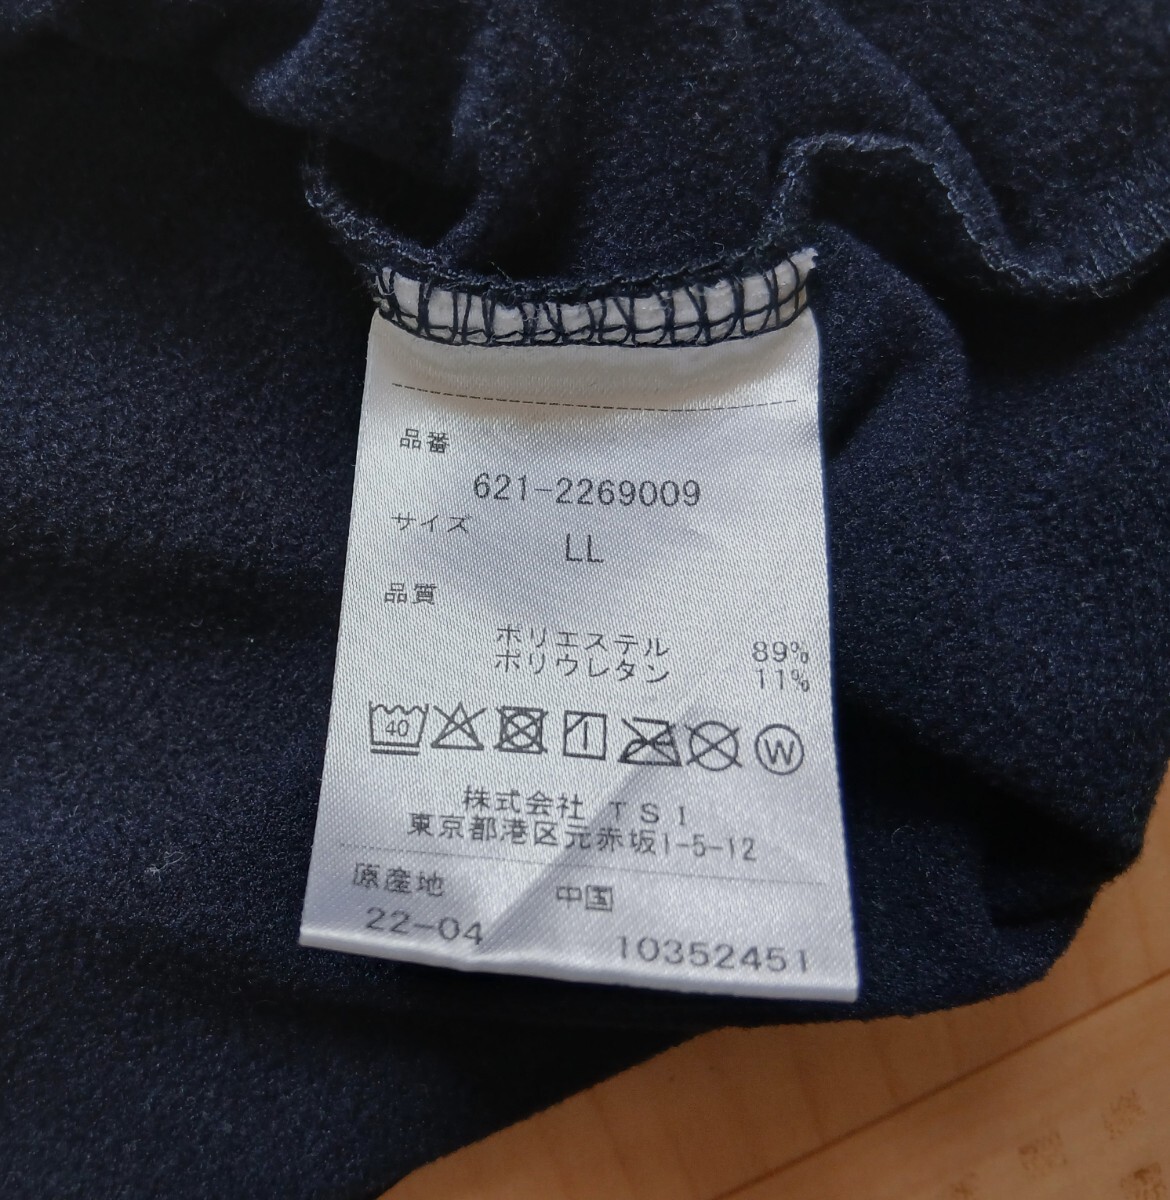 品番
621-2269009
サイズ
LL
品質
ポリエステル 89%
ポリウレタン 11%
40 W
株式会社 TSI
東京都港区元赤坂1-5-12
原産地 中国
22-04 10352451